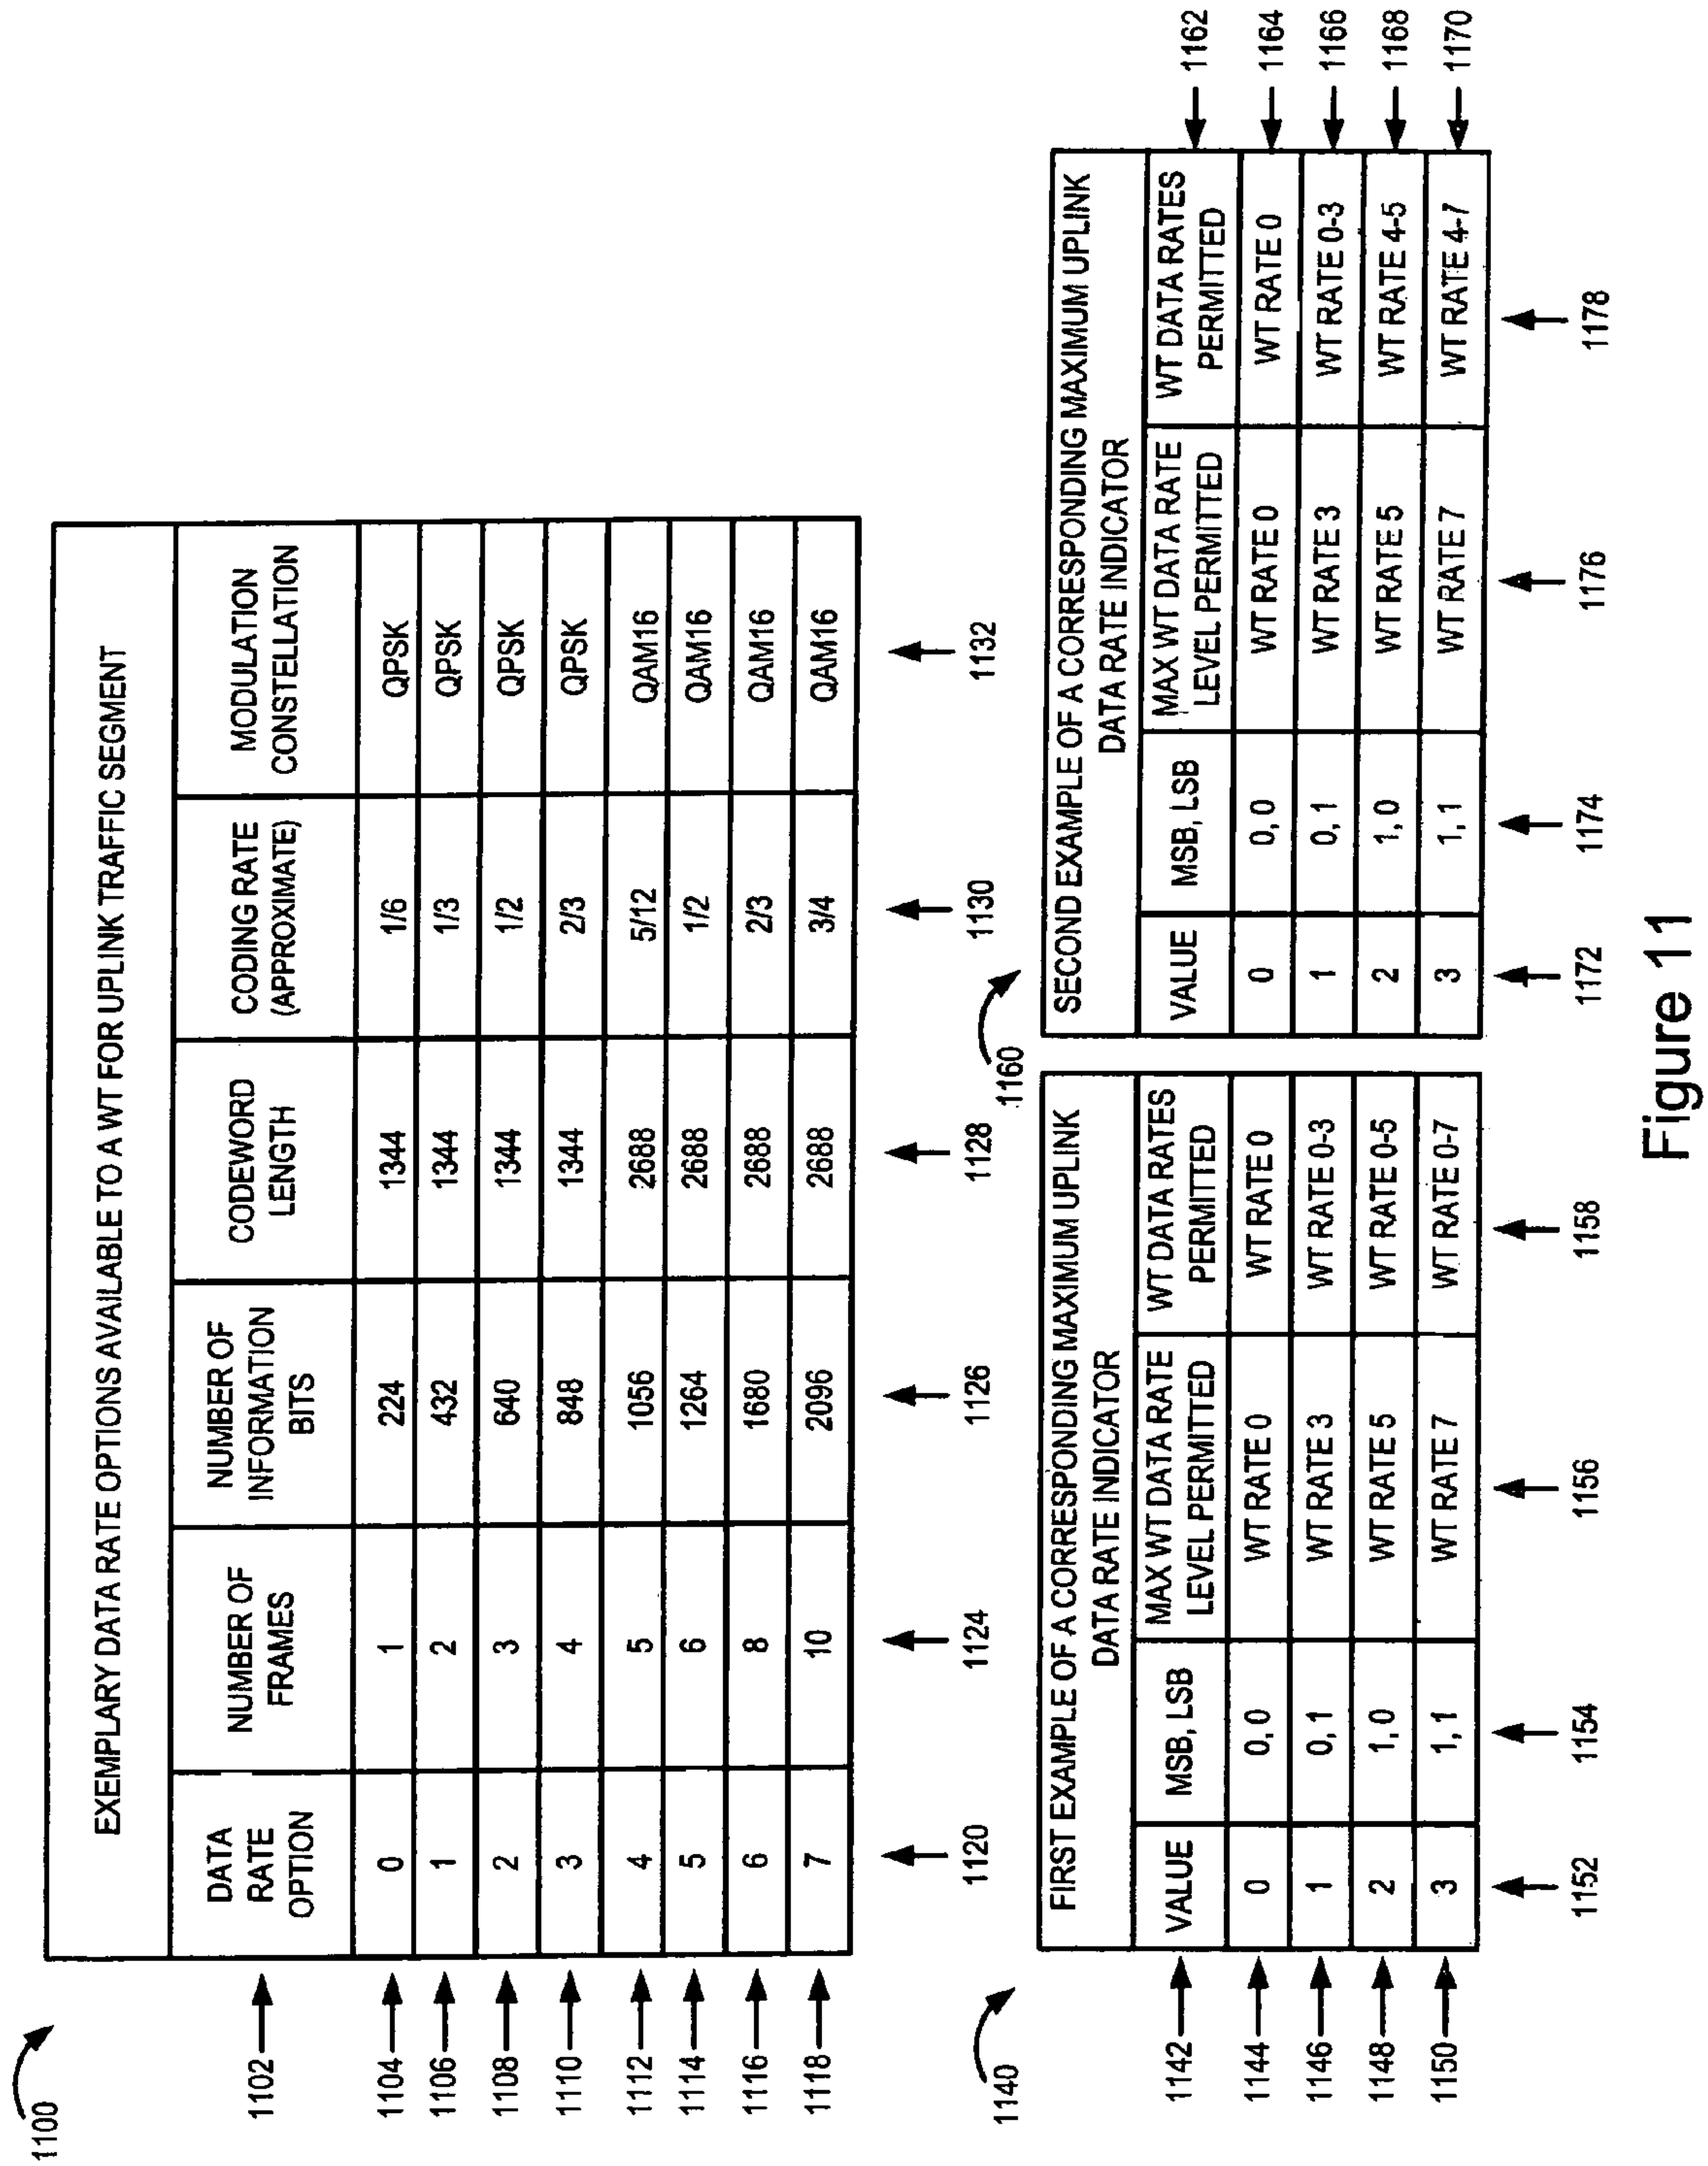 1100
EXEMPLARY DATA RATE OPTIONS AVAILABLE TO A WT FOR UPLINK TRAFFIC SEGMENT
1102
DATA RATE OPTION NUMBER OF FRAMES NUMBER OF INFORMATION BITS CODEWORD LENGTH CODING RATE (APPROXIMATE) MODULATION CONSTELLATION
1104 0 1 224 1344 1/6 QPSK
1106 1 2 432 1344 1/3 QPSK
1108 2 3 640 1344 1/2 QPSK
1110 3 4 848 1344 2/3 QPSK
1112 4 5 1056 2688 5/12 QAM16
1114 5 6 1264 2688 1/2 QAM16
1116 6 8 1680 2688 2/3 QAM16
1118 7 10 2096 2688 3/4 QAM16
1120 1124 1126 1128 1130 1132
1140
FIRST EXAMPLE OF A CORRESPONDING MAXIMUM UPLINK
DATA RATE INDICATOR
1142 VALUE MSB, LSB MAX WT DATA RATE LEVEL PERMITTED WT DATA RATES PERMITTED
1144 0 0, 0 WT RATE 0 WT RATE 0
1146 1 0, 1 WT RATE 3 WT RATE 0-3
1148 2 1, 0 WT RATE 5 WT RATE 0-5
1150 3 1, 1 WT RATE 7 WT RATE 0-7
1152 1154 1156 1158
1160
SECOND EXAMPLE OF A CORRESPONDING MAXIMUM UPLINK
DATA RATE INDICATOR
VALUE MSB, LSB MAX WT DATA RATE LEVEL PERMITTED WT DATA RATES PERMITTED 1162
0 0, 0 WT RATE 0 WT RATE 0 1164
1 0, 1 WT RATE 3 WT RATE 0-3 1166
2 1, 0 WT RATE 5 WT RATE 4-5 1168
3 1, 1 WT RATE 7 WT RATE 4-7 1170
1172 1174 1176 1178
Figure 11